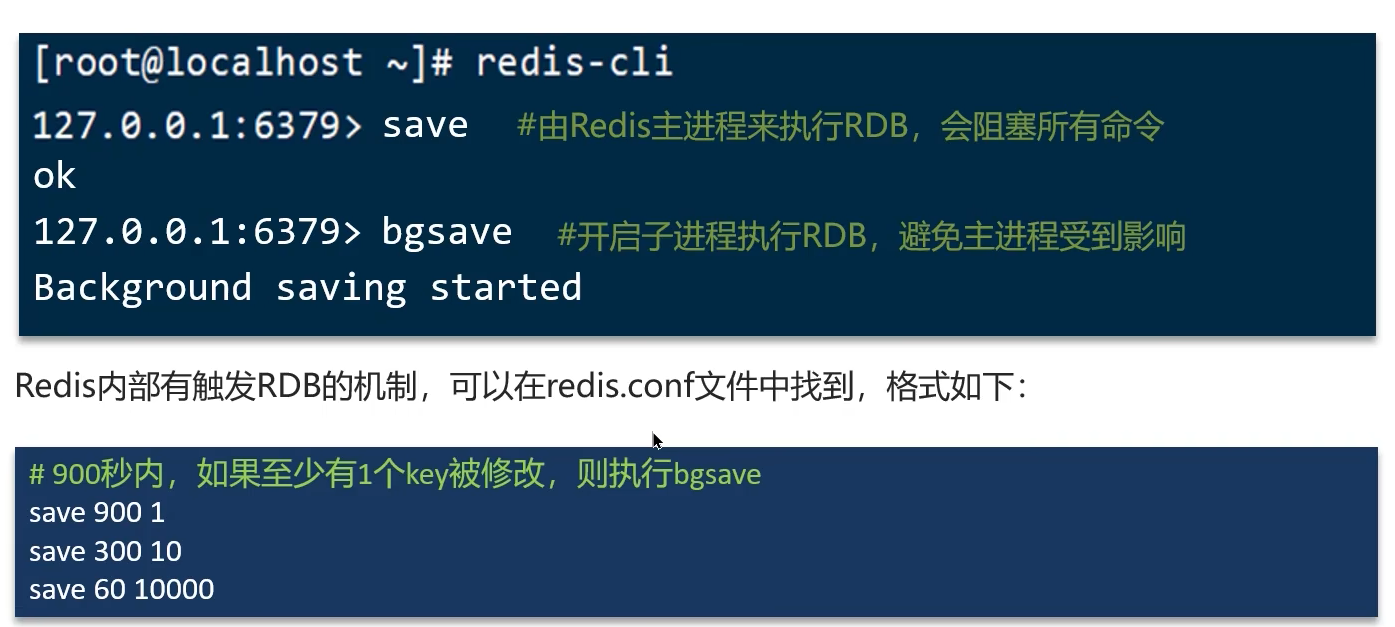 [root@localhost ~]# redis-cli
127.0.0.1:6379> save #由Redis主进程来执行RDB，会阻塞所有命令
ok
127.0.0.1:6379> bgsave #开启子进程执行RDB，避免主进程受到影响
Background saving started
Redis内部有触发RDB的机制，可以在redis.conf文件中找到，格式如下：
# 900秒内，如果至少有1个key被修改，则执行bgsave
save 900 1
save 300 10
save 60 10000